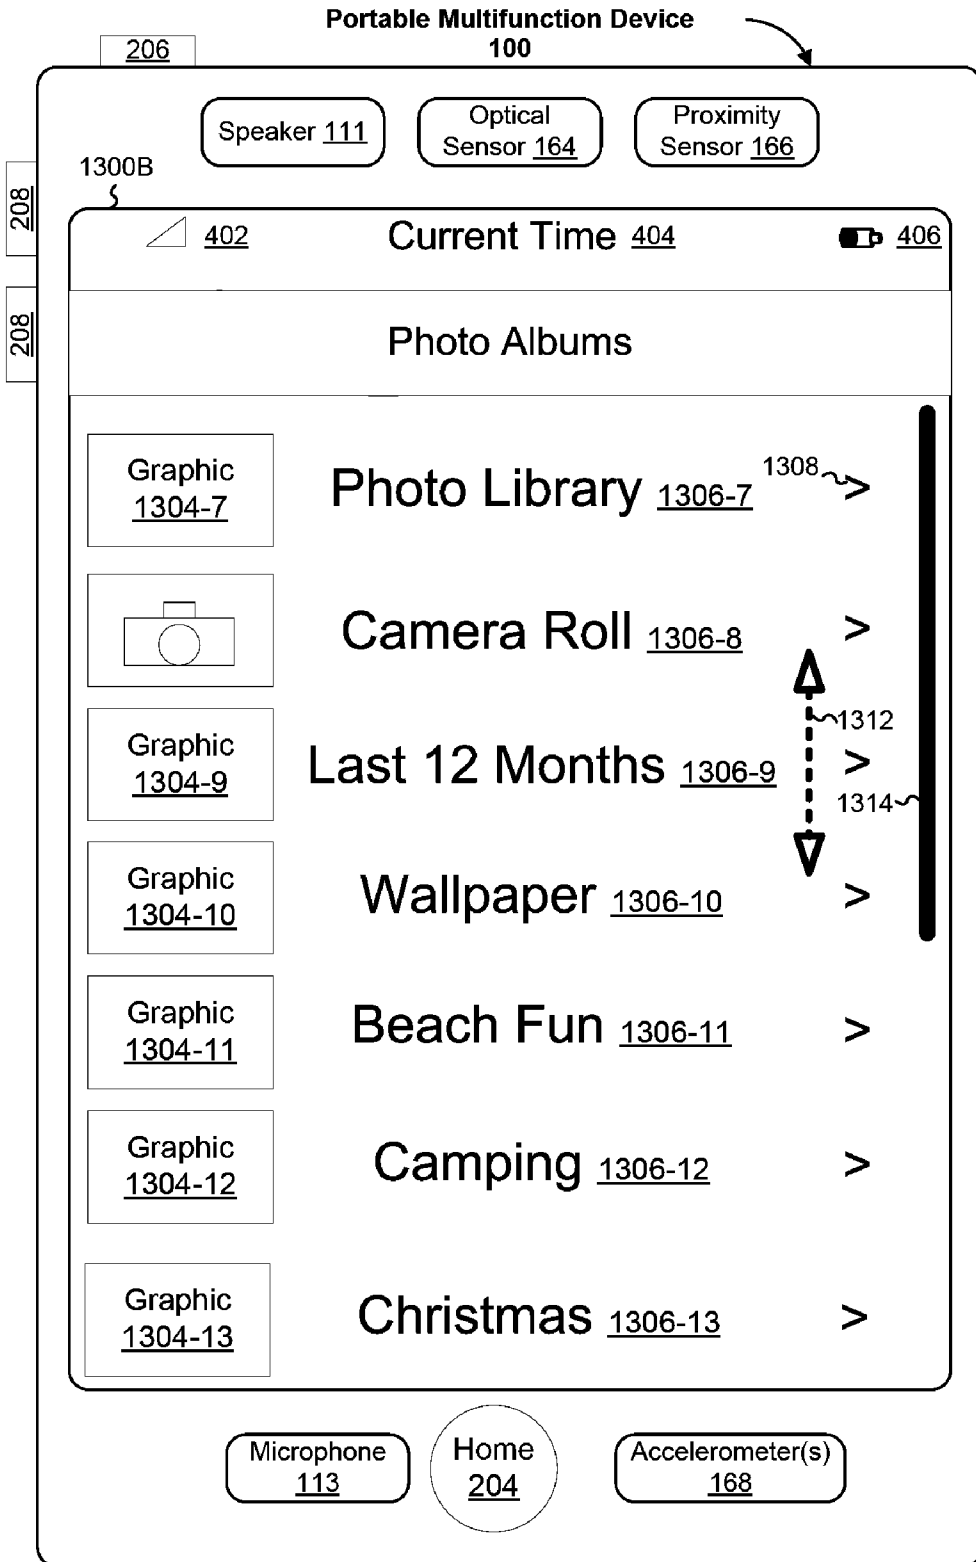 Portable Multifunction Device
100
206
Speaker 111
Optical
Sensor 164
Proximity
Sensor 166
208
208
1300B
402
Current Time 404
406
Photo Albums
Graphic
1304-7
Photo Library 1306-7
1308
>
Camera Roll 1306-8
>
1312
Graphic
1304-9
Last 12 Months 1306-9
>
1314
Graphic
1304-10
Wallpaper 1306-10
>
Graphic
1304-11
Beach Fun 1306-11
>
Graphic
1304-12
Camping 1306-12
>
Graphic
1304-13
Christmas 1306-13
>
Microphone
113
Home
204
Accelerometer(s)
168